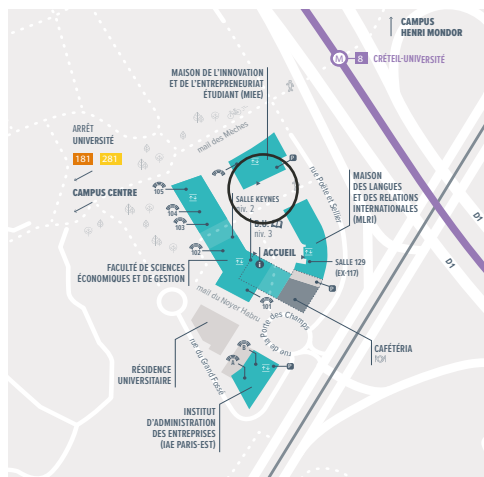 CAMPUS
HENRI MONDOR
M 8 CRÉTEIL-UNIVERSITÉ
MAISON DE L'INNOVATION
ET DE L'ENTREPRENEURIAT
ÉTUDIANT (MIEE)
ARRÊT
UNIVERSITÉ
181 281
CAMPUS CENTRE
mail des Mèches
P
rue Poëte et Sellier
MAISON
DES LANGUES
ET DES RELATIONS
INTERNATIONALES
(MLRI)
105
SALLE KEYNES
niv. 2
104
103
niv. 3
D1
102
ACCUEIL
i
SALLE 129
(EX-117)
D1
FACULTÉ DE SCIENCES
ÉCONOMIQUES ET DE GESTION
mail du Noyer Habru
101
P
rue de la Porte des Champs
CAFÉTÉRIA
rue du Grand Fossé
RÉSIDENCE
UNIVERSITAIRE
B
A
P
INSTITUT
D'ADMINISTRATION
DES ENTREPRISES
(IAE PARIS-EST)